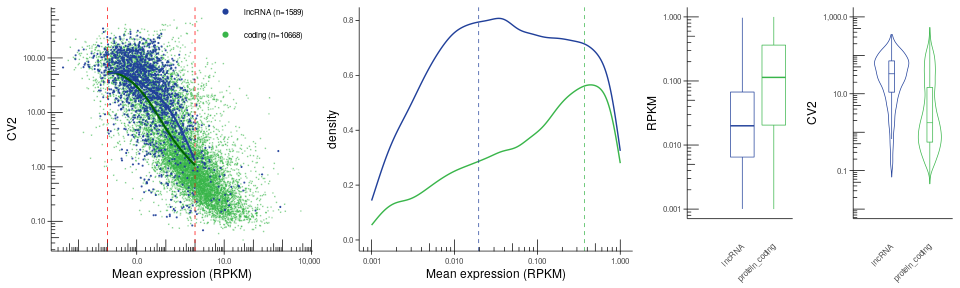 lncRNA (n=1589)
coding (n=10668)
CV2
100.00
10.00
1.00
0.10
0.0
10.0
10,000
Mean expression (RPKM)
density
0.8
0.6
0.4
0.2
0.0
0.001
0.010
0.100
1.000
Mean expression (RPKM)
RPKM
1.000
0.100
0.010
0.001
lncRNA
protein_coding
CV2
1,000.0
10.0
0.1
lncRNA
protein_coding